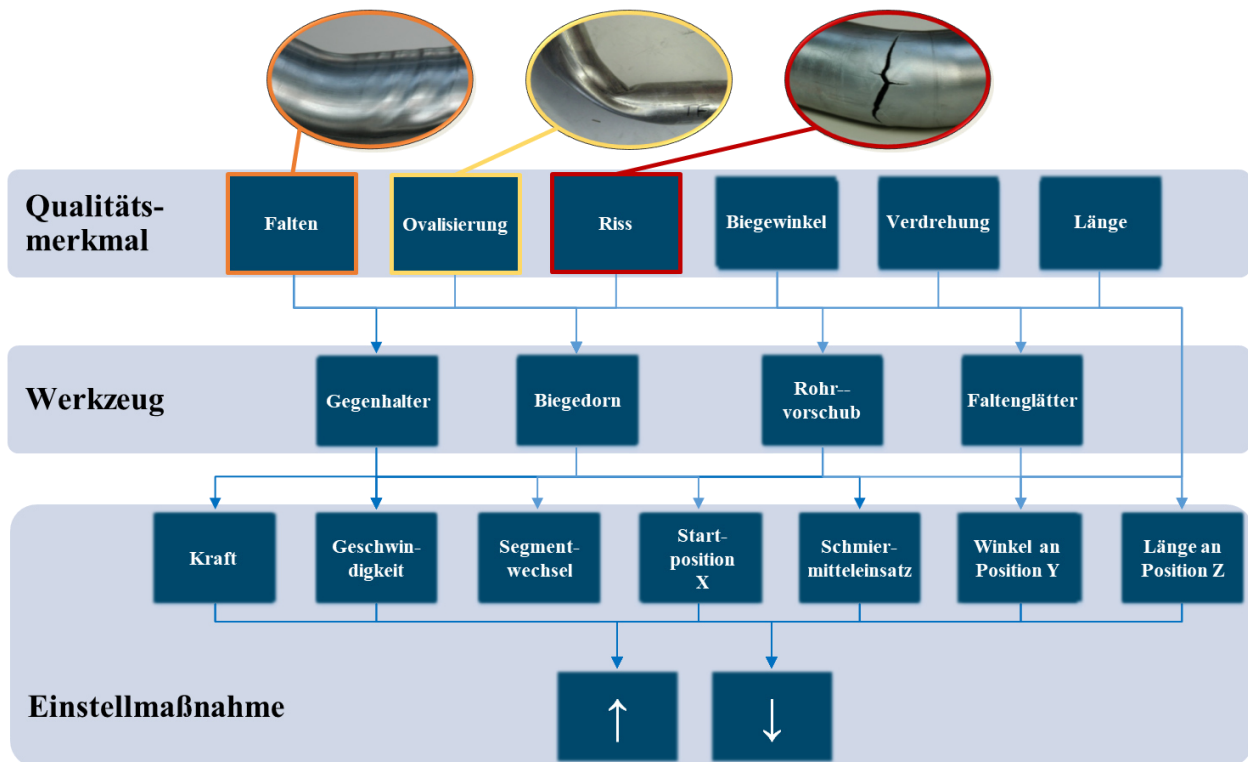 Qualitäts-
merkmal
Falten
Ovalisierung
Riss
Biegewinkel
Verdrehung
Länge
Werkzeug
Gegenhalter
Biegedorn
Rohr--
vorschub
Faltenglätter
Kraft
Geschwin-
digkeit
Segment-
wechsel
Start-
position
X
Schmier-
mitteleinsatz
Winkel an
Position Y
Länge an
Position Z
Einstellmaßnahme
↑
↓